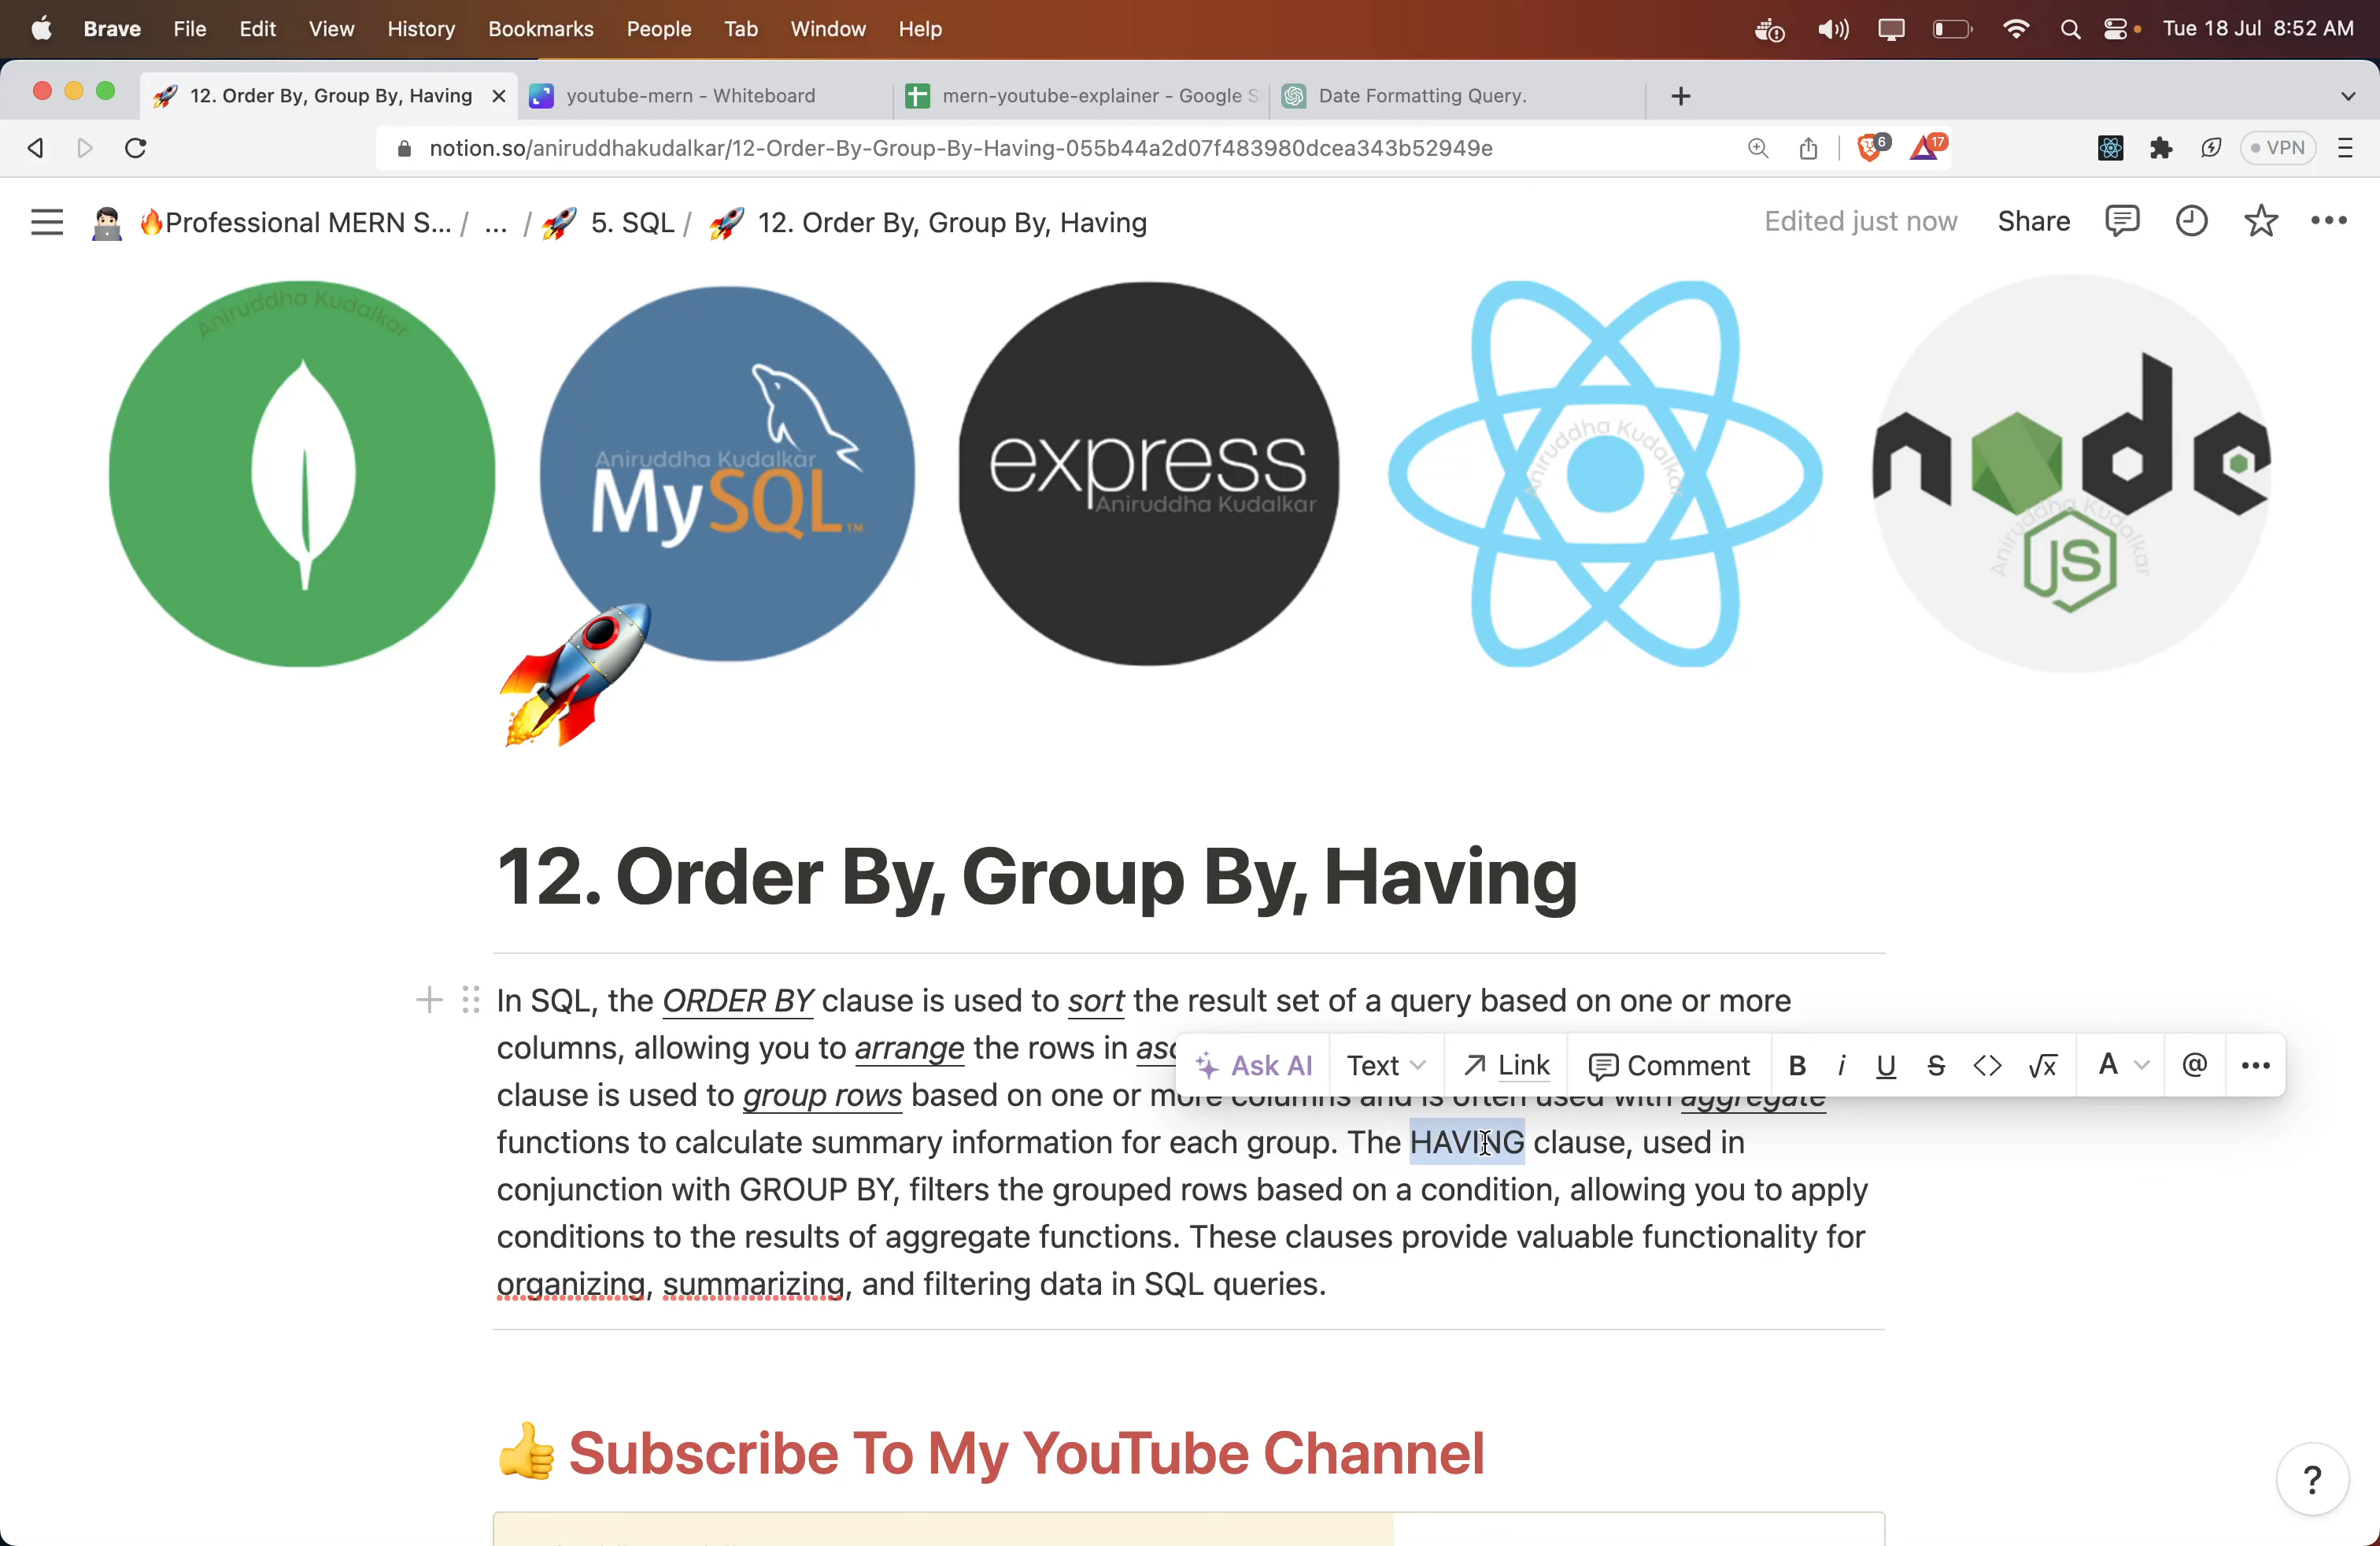 Brave File Edit View History Bookmarks People Tab Window Help Tue 18 Jul 8:52 AM
12. Order By, Group By, Having youtube-mern - Whiteboard mern-youtube-explainer - Google S Date Formatting Query.
notion.so/aniruddhakudalkar/12-Order-By-Group-By-Having-055b44a2d07f483980dcea343b52949e 6 17 VPN
🔥Professional MERN S... / ... / 🚀 5. SQL / 🚀 12. Order By, Group By, Having Edited just now Share
Aniruddha Kudalkar
Aniruddha Kudalkar
MySQL™
express
Aniruddha Kudalkar
Aniruddha Kudalkar
node
Aniruddha Kudalkar
JS
12. Order By, Group By, Having
In SQL, the ORDER BY clause is used to sort the result set of a query based on one or more
columns, allowing you to arrange the rows in asc
Ask AI Text Link Comment B i U S <> √x A @ •••
clause is used to group rows based on one or more columns and is often used with aggregate
functions to calculate summary information for each group. The HAVING clause, used in
conjunction with GROUP BY, filters the grouped rows based on a condition, allowing you to apply
conditions to the results of aggregate functions. These clauses provide valuable functionality for
organizing, summarizing, and filtering data in SQL queries.
👍 Subscribe To My YouTube Channel
?